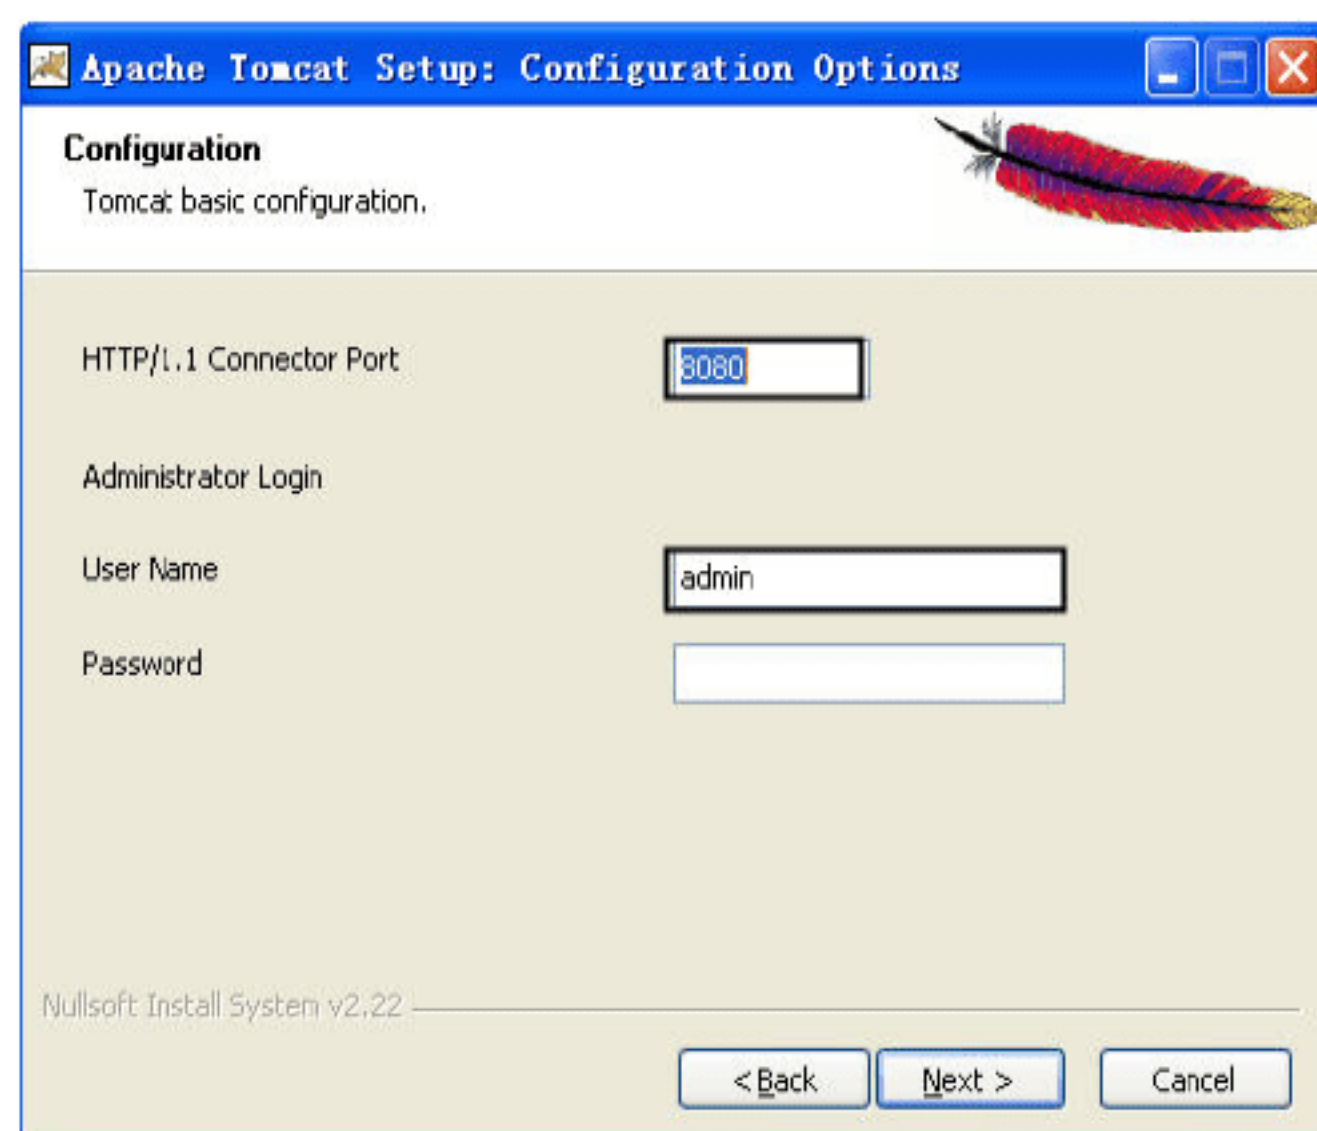 Apache Tomcat Setup: Configuration Options
Configuration
Tomcat basic configuration.
HTTP/1.1 Connector Port
8080
Administrator Login
User Name
admin
Password
Nullsoft Install System v2.22
< Back
Next >
Cancel